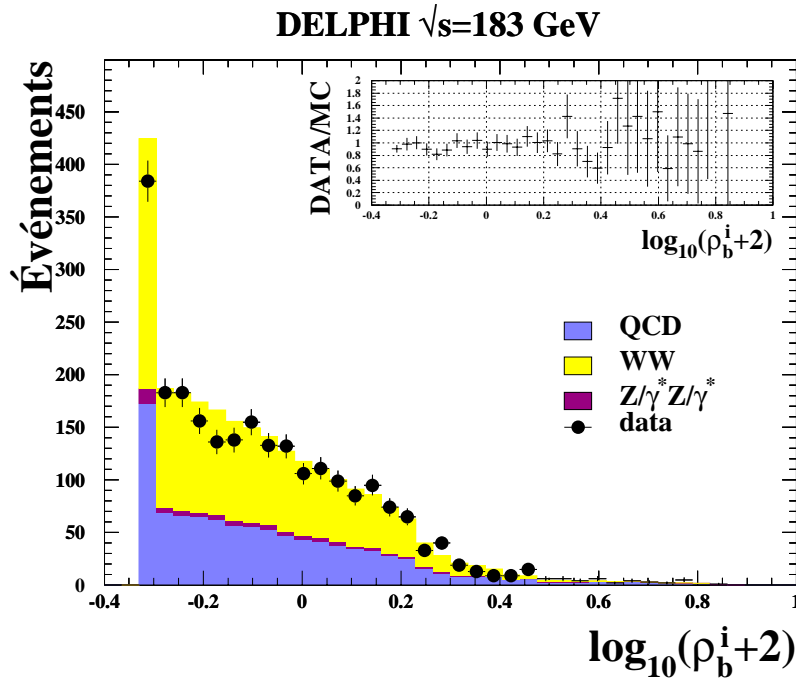 DELPHI √s=183 GeV
Événements
450
400
350
300
250
200
150
100
50
0
-0.4 -0.2 0 0.2 0.4 0.6 0.8 1
log10(ρ_b^i+2)
DATA/MC
2
1.8
1.6
1.4
1.2
1
0.8
0.6
0.4
0.2
0
-0.4 -0.2 0 0.2 0.4 0.6 0.8 1
log10(ρ_b^i+2)
QCD
WW
Z/γ*Z/γ*
data